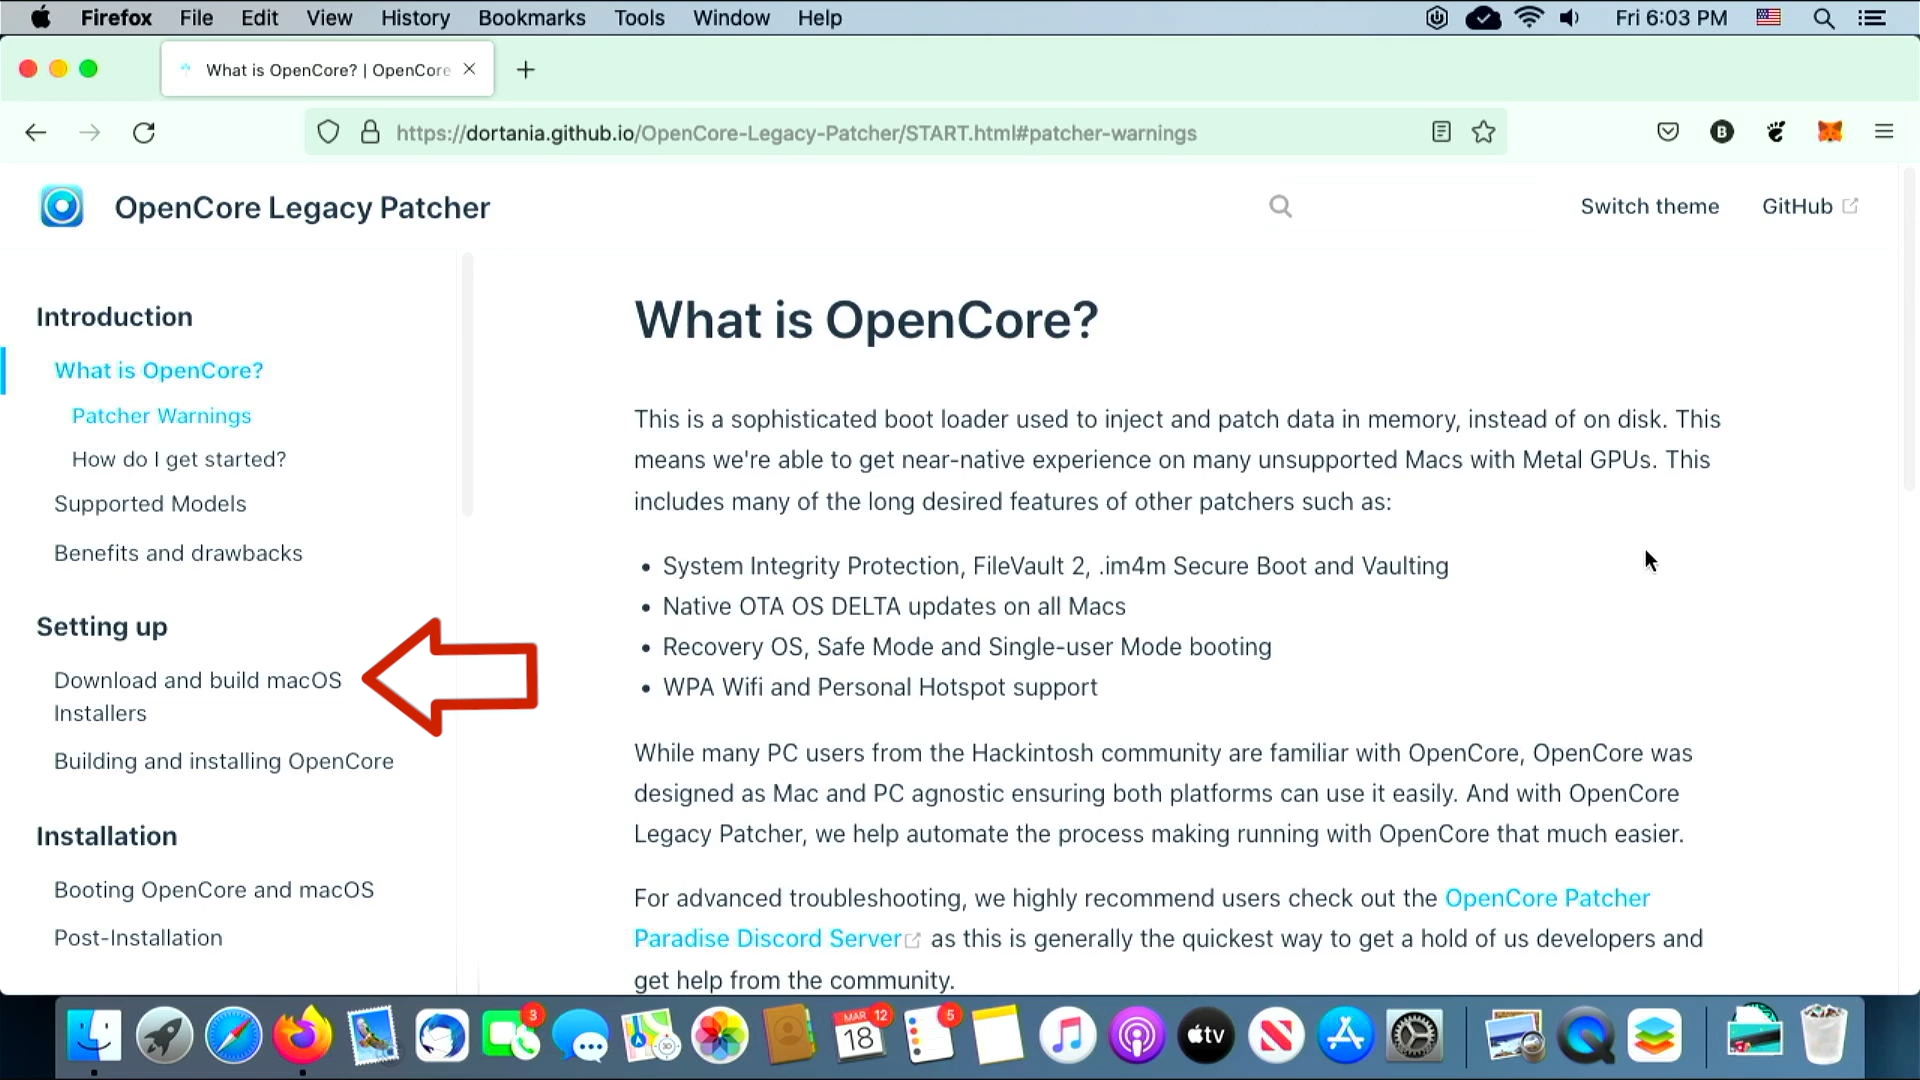 Firefox File Edit View History Bookmarks Tools Window Help
Fri 6:03 PM
What is OpenCore? | OpenCore
https://dortania.github.io/OpenCore-Legacy-Patcher/START.html#patcher-warnings
B
OpenCore Legacy Patcher
Switch theme
GitHub
Introduction
What is OpenCore?
Patcher Warnings
How do I get started?
Supported Models
Benefits and drawbacks
Setting up
Download and build macOS
Installers
Building and installing OpenCore
Installation
Booting OpenCore and macOS
Post-Installation
What is OpenCore?
This is a sophisticated boot loader used to inject and patch data in memory, instead of on disk. This
means we're able to get near-native experience on many unsupported Macs with Metal GPUs. This
includes many of the long desired features of other patchers such as:
• System Integrity Protection, FileVault 2, .im4m Secure Boot and Vaulting
• Native OTA OS DELTA updates on all Macs
• Recovery OS, Safe Mode and Single-user Mode booting
• WPA Wifi and Personal Hotspot support
While many PC users from the Hackintosh community are familiar with OpenCore, OpenCore was
designed as Mac and PC agnostic ensuring both platforms can use it easily. And with OpenCore
Legacy Patcher, we help automate the process making running with OpenCore that much easier.
For advanced troubleshooting, we highly recommend users check out the OpenCore Patcher
Paradise Discord Server as this is generally the quickest way to get a hold of us developers and
get help from the community.
3
3D
MAR
12
18
5
tv